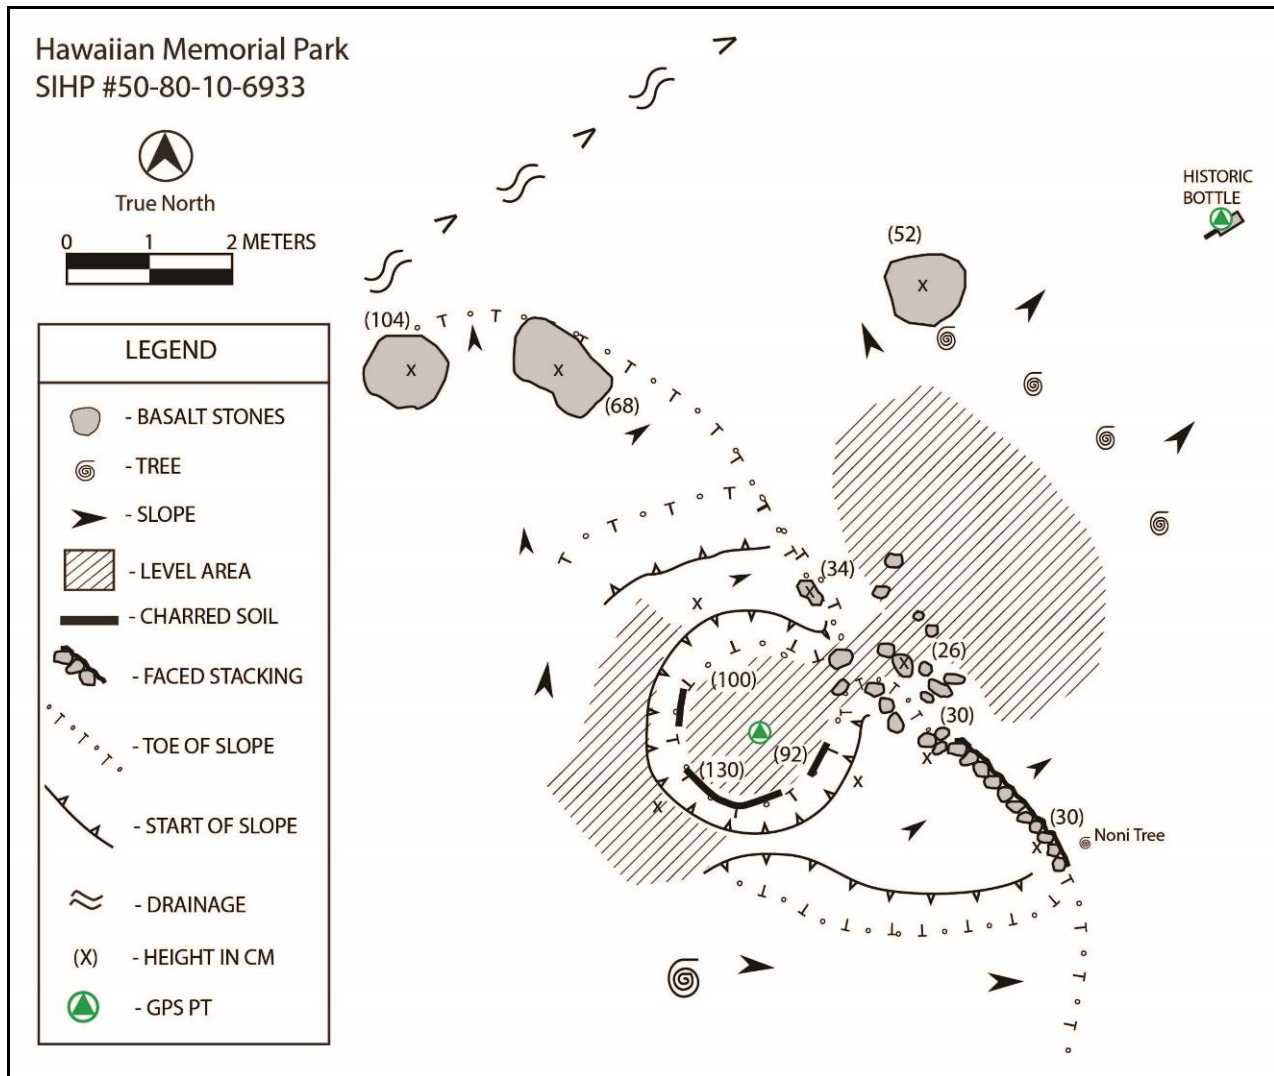 Hawaiian Memorial Park
SIHP #50-80-10-6933
True North
0 1 2 METERS
LEGEND
- BASALT STONES
- TREE
- SLOPE
- LEVEL AREA
- CHARRED SOIL
- FACED STACKING
- TOE OF SLOPE
- START OF SLOPE
- DRAINAGE
(X) - HEIGHT IN CM
- GPS PT
HISTORIC
BOTTLE
(52)
(104)
(68)
(34)
(26)
(100)
(30)
(92)
(130)
(30)
Noni Tree